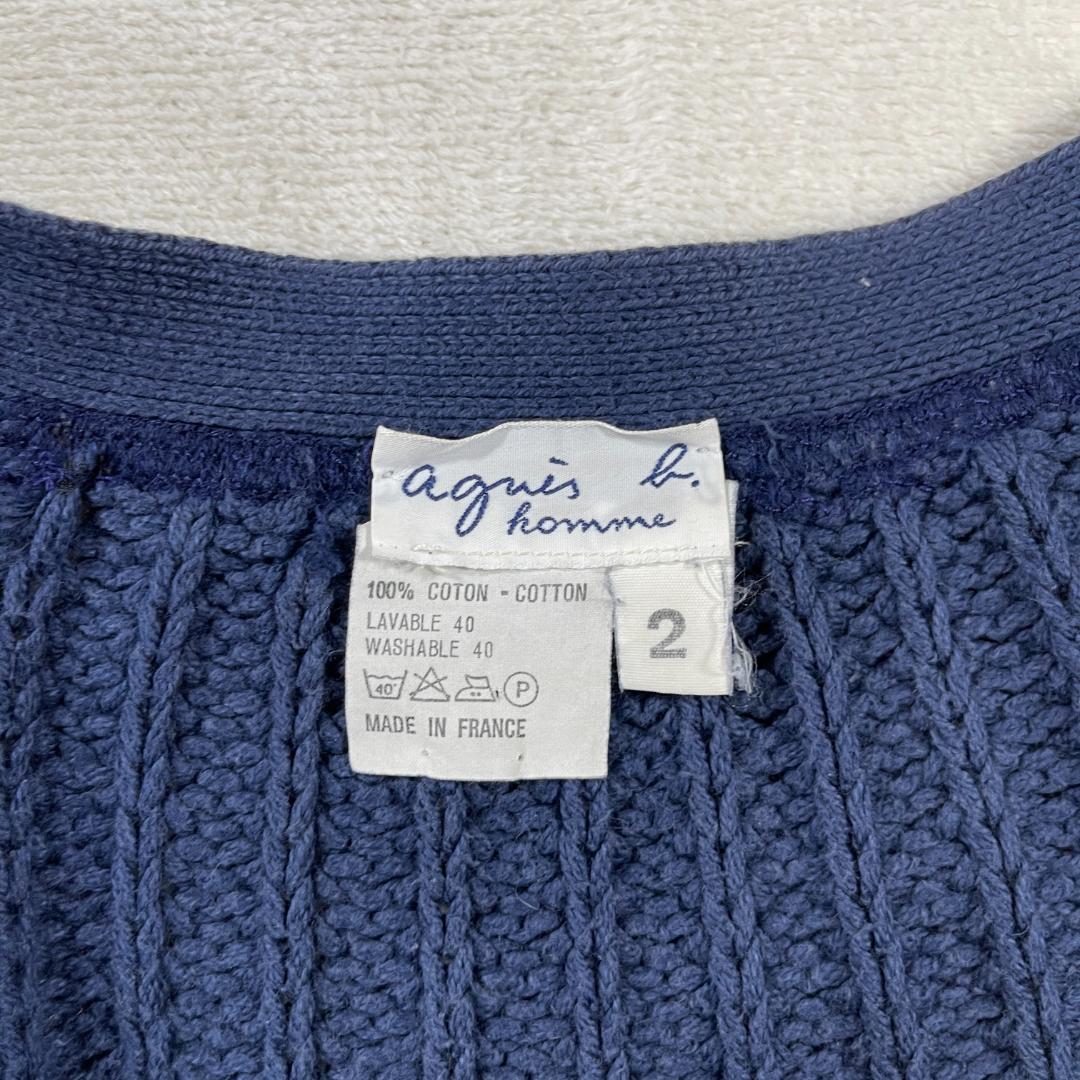 agnès b.
homme
100% COTON - COTTON
LAVABLE 40
WASHABLE 40
40°
P
MADE IN FRANCE
2